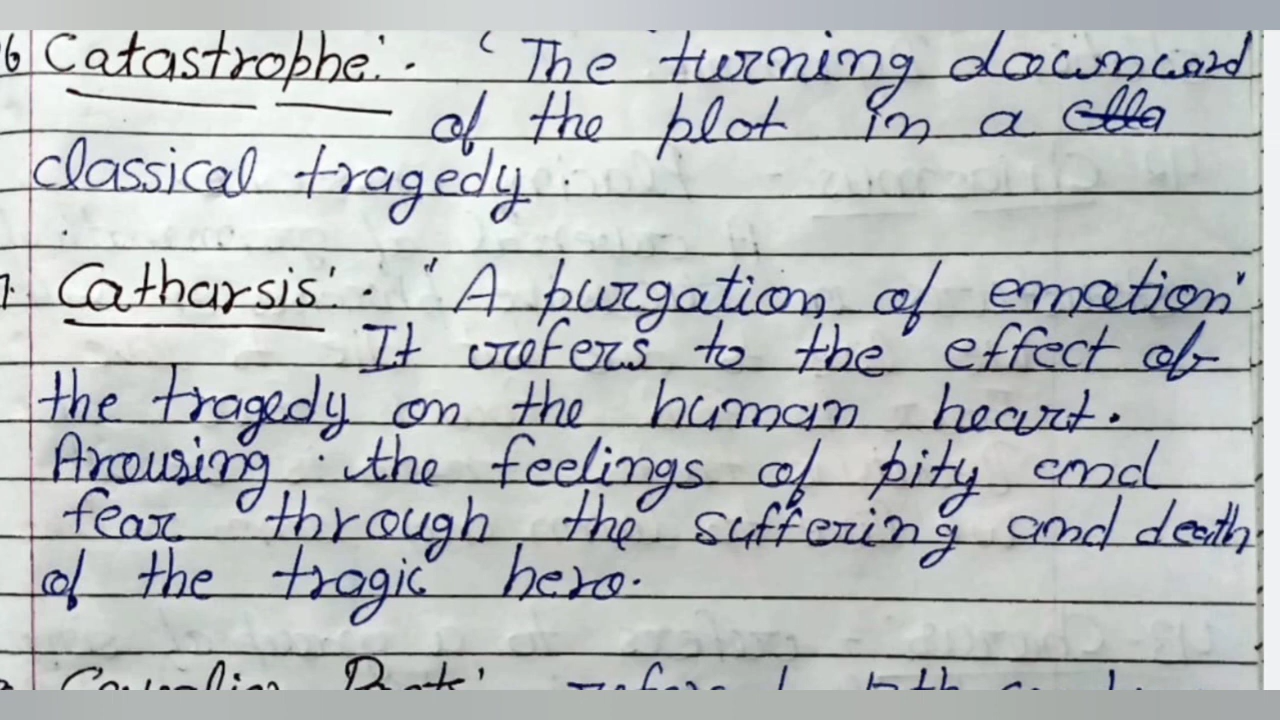 6 Catastrophe:- "The turning downward
of the plot in a
classical tragedy.
7. Catharsis:- "A purgation of emotion"
It refers to the effect of
the tragedy on the human heart.
Arousing the feelings of pity and
fear through the suffering and death
of the tragic hero.
Cavalier Poets: